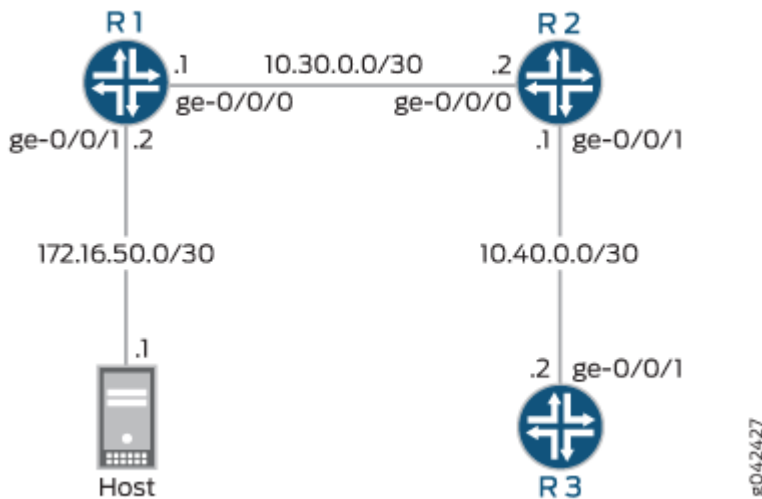 R1
R2
.1
10.30.0.0/30
.2
ge-0/0/0
ge-0/0/0
ge-0/0/1
.2
.1
ge-0/0/1
172.16.50.0/30
10.40.0.0/30
.1
.2
ge-0/0/1
Host
R3
g042427